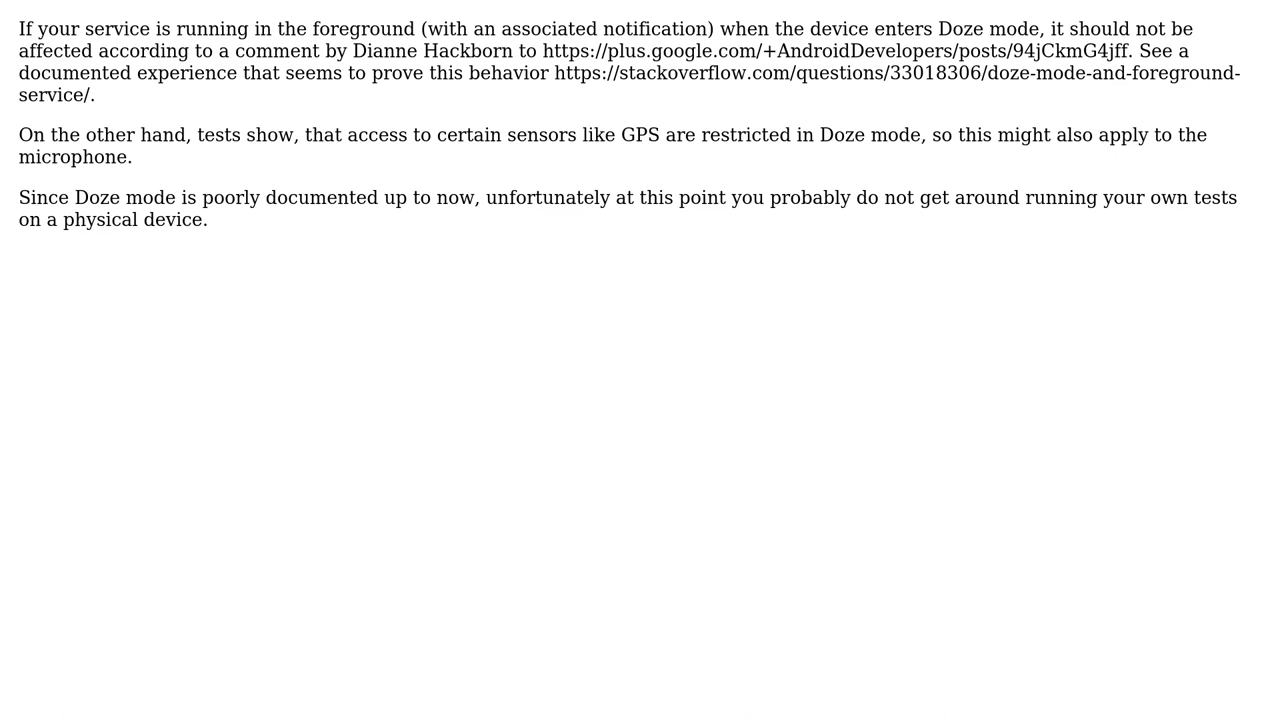 If your service is running in the foreground (with an associated notification) when the device enters Doze mode, it should not be
affected according to a comment by Dianne Hackborn to https://plus.google.com/+AndroidDevelopers/posts/94jCkmG4jff. See a
documented experience that seems to prove this behavior https://stackoverflow.com/questions/33018306/doze-mode-and-foreground-
service/.
On the other hand, tests show, that access to certain sensors like GPS are restricted in Doze mode, so this might also apply to the
microphone.
Since Doze mode is poorly documented up to now, unfortunately at this point you probably do not get around running your own tests
on a physical device.